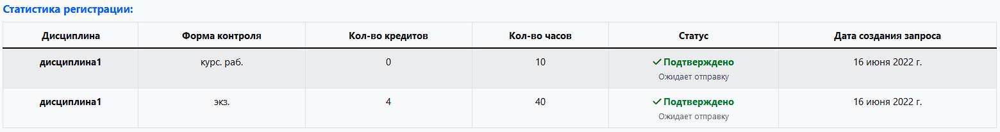 Статистика регистрации:
Дисциплина Форма контроля Кол-во кредитов Кол-во часов Статус Дата создания запроса
дисциплина1 курс. раб. 0 10 Подтверждено 16 июня 2022 г.
Ожидает отправку
дисциплина1 экз. 4 40 Подтверждено 16 июня 2022 г.
Ожидает отправку